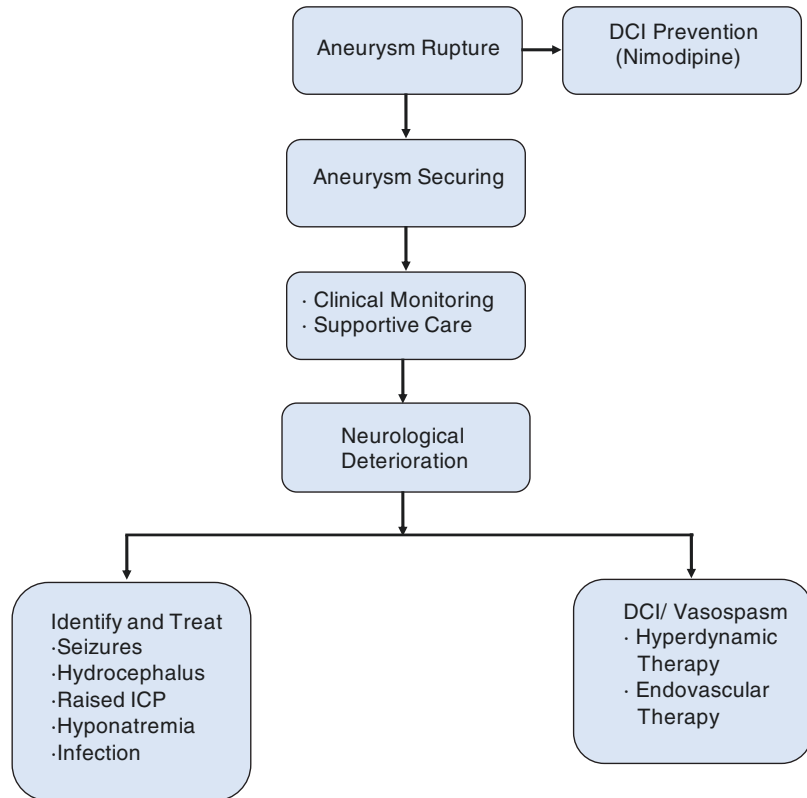 Aneurysm Rupture
DCI Prevention
(Nimodipine)
Aneurysm Securing
· Clinical Monitoring
· Supportive Care
Neurological
Deterioration
Identify and Treat
·Seizures
·Hydrocephalus
·Raised ICP
·Hyponatremia
·Infection
DCI/ Vasospasm
· Hyperdynamic
Therapy
· Endovascular
Therapy